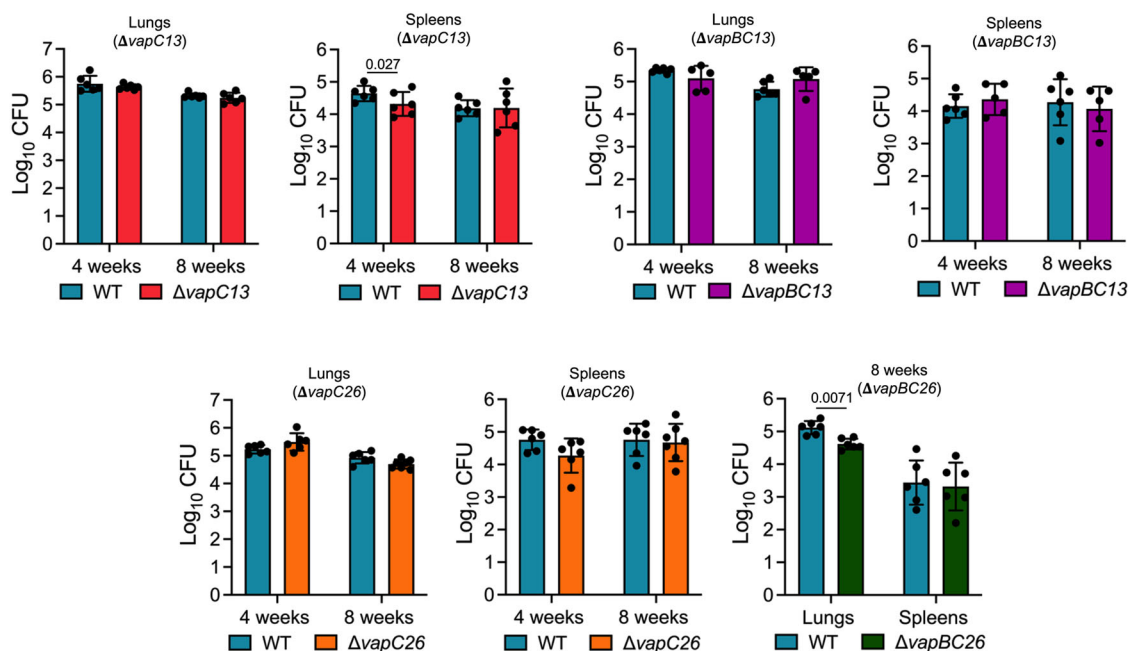 Lungs
(ΔvapC13)
Log10 CFU
7
6
5
4
3
2
1
0
4 weeks 8 weeks
WT ΔvapC13
Spleens
(ΔvapC13)
0.027
Log10 CFU
6
5
4
3
2
1
0
4 weeks 8 weeks
WT ΔvapC13
Lungs
(ΔvapBC13)
Log10 CFU
6
5
4
3
2
1
0
4 weeks 8 weeks
WT ΔvapBC13
Spleens
(ΔvapBC13)
Log10 CFU
6
5
4
3
2
1
0
4 weeks 8 weeks
WT ΔvapBC13
Lungs
(ΔvapC26)
Log10 CFU
7
6
5
4
3
2
1
0
4 weeks 8 weeks
WT ΔvapC26
Spleens
(ΔvapC26)
Log10 CFU
6
5
4
3
2
1
0
4 weeks 8 weeks
WT ΔvapC26
8 weeks
(ΔvapBC26)
0.0071
Log10 CFU
6
5
4
3
2
1
0
Lungs Spleens
WT ΔvapBC26